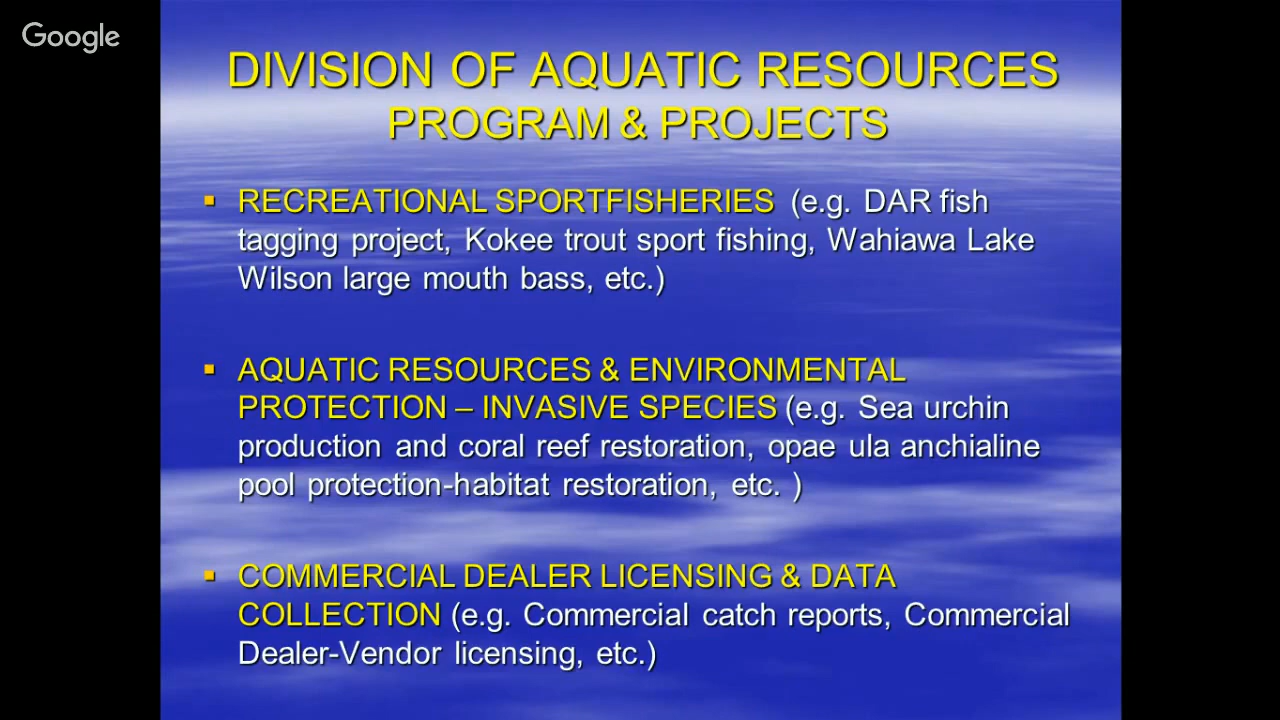 Google
DIVISION OF AQUATIC RESOURCES
PROGRAM & PROJECTS
▪ RECREATIONAL SPORTFISHERIES (e.g. DAR fish
tagging project, Kokee trout sport fishing, Wahiawa Lake
Wilson large mouth bass, etc.)
▪ AQUATIC RESOURCES & ENVIRONMENTAL
PROTECTION – INVASIVE SPECIES (e.g. Sea urchin
production and coral reef restoration, opae ula anchialine
pool protection-habitat restoration, etc. )
▪ COMMERCIAL DEALER LICENSING & DATA
COLLECTION (e.g. Commercial catch reports, Commercial
Dealer-Vendor licensing, etc.)